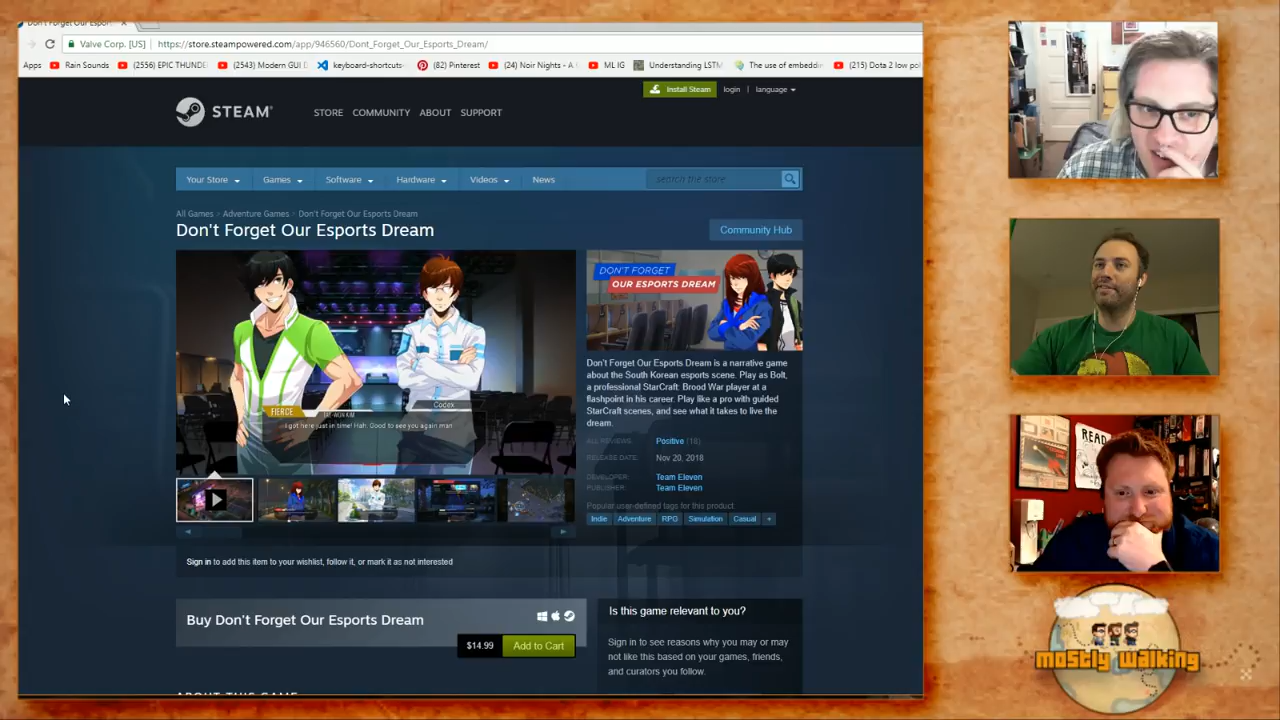 Don't Forget Our Espor
Valve Corp. [US] https://store.steampowered.com/app/946560/Dont_Forget_Our_Esports_Dream/
Apps Rain Sounds (2556) EPIC THUNDE (2543) Modern GUI D keyboard-shortcuts- (82) Pinterest (24) Noir Nights - A ML IG Understanding LSTM The use of embeddin (215) Dota 2 low pol
Install Steam login | language
STEAM® STORE COMMUNITY ABOUT SUPPORT
Your Store Games Software Hardware Videos News search the store
All Games > Adventure Games > Don't Forget Our Esports Dream
Don't Forget Our Esports Dream
Community Hub
DON'T FORGET
OUR ESPORTS DREAM
Codex
FIERCE TAE-WON KIM
I got here just in time! Hah. Good to see you again man
Don't Forget Our Esports Dream is a narrative game
about the South Korean esports scene. Play as Bolt,
a professional StarCraft: Brood War player at a
flashpoint in his career. Play like a pro with guided
StarCraft scenes, and see what it takes to live the
dream.
ALL REVIEWS: Positive (18)
RELEASE DATE: Nov 20, 2018
DEVELOPER: Team Eleven
PUBLISHER: Team Eleven
Popular user-defined tags for this product
Indie Adventure RPG Simulation Casual +
Sign in to add this item to your wishlist, follow it, or mark it as not interested
Buy Don't Forget Our Esports Dream
$14.99 Add to Cart
Is this game relevant to you?
Sign in to see reasons why you may or may
not like this based on your games, friends,
and curators you follow.
ABOUT THIS GAME
READ
mostly walking